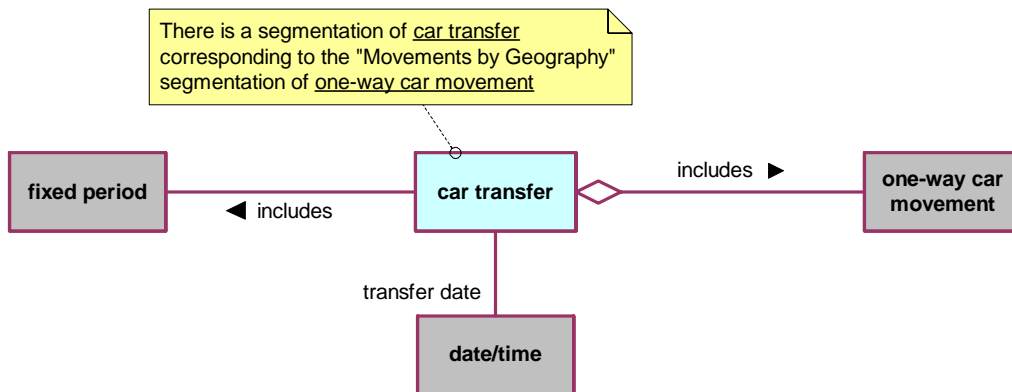 There is a segmentation of car transfer
corresponding to the "Movements by Geography"
segmentation of one-way car movement
fixed period
◀ includes
car transfer
includes ▶
one-way car
movement
transfer date
date/time